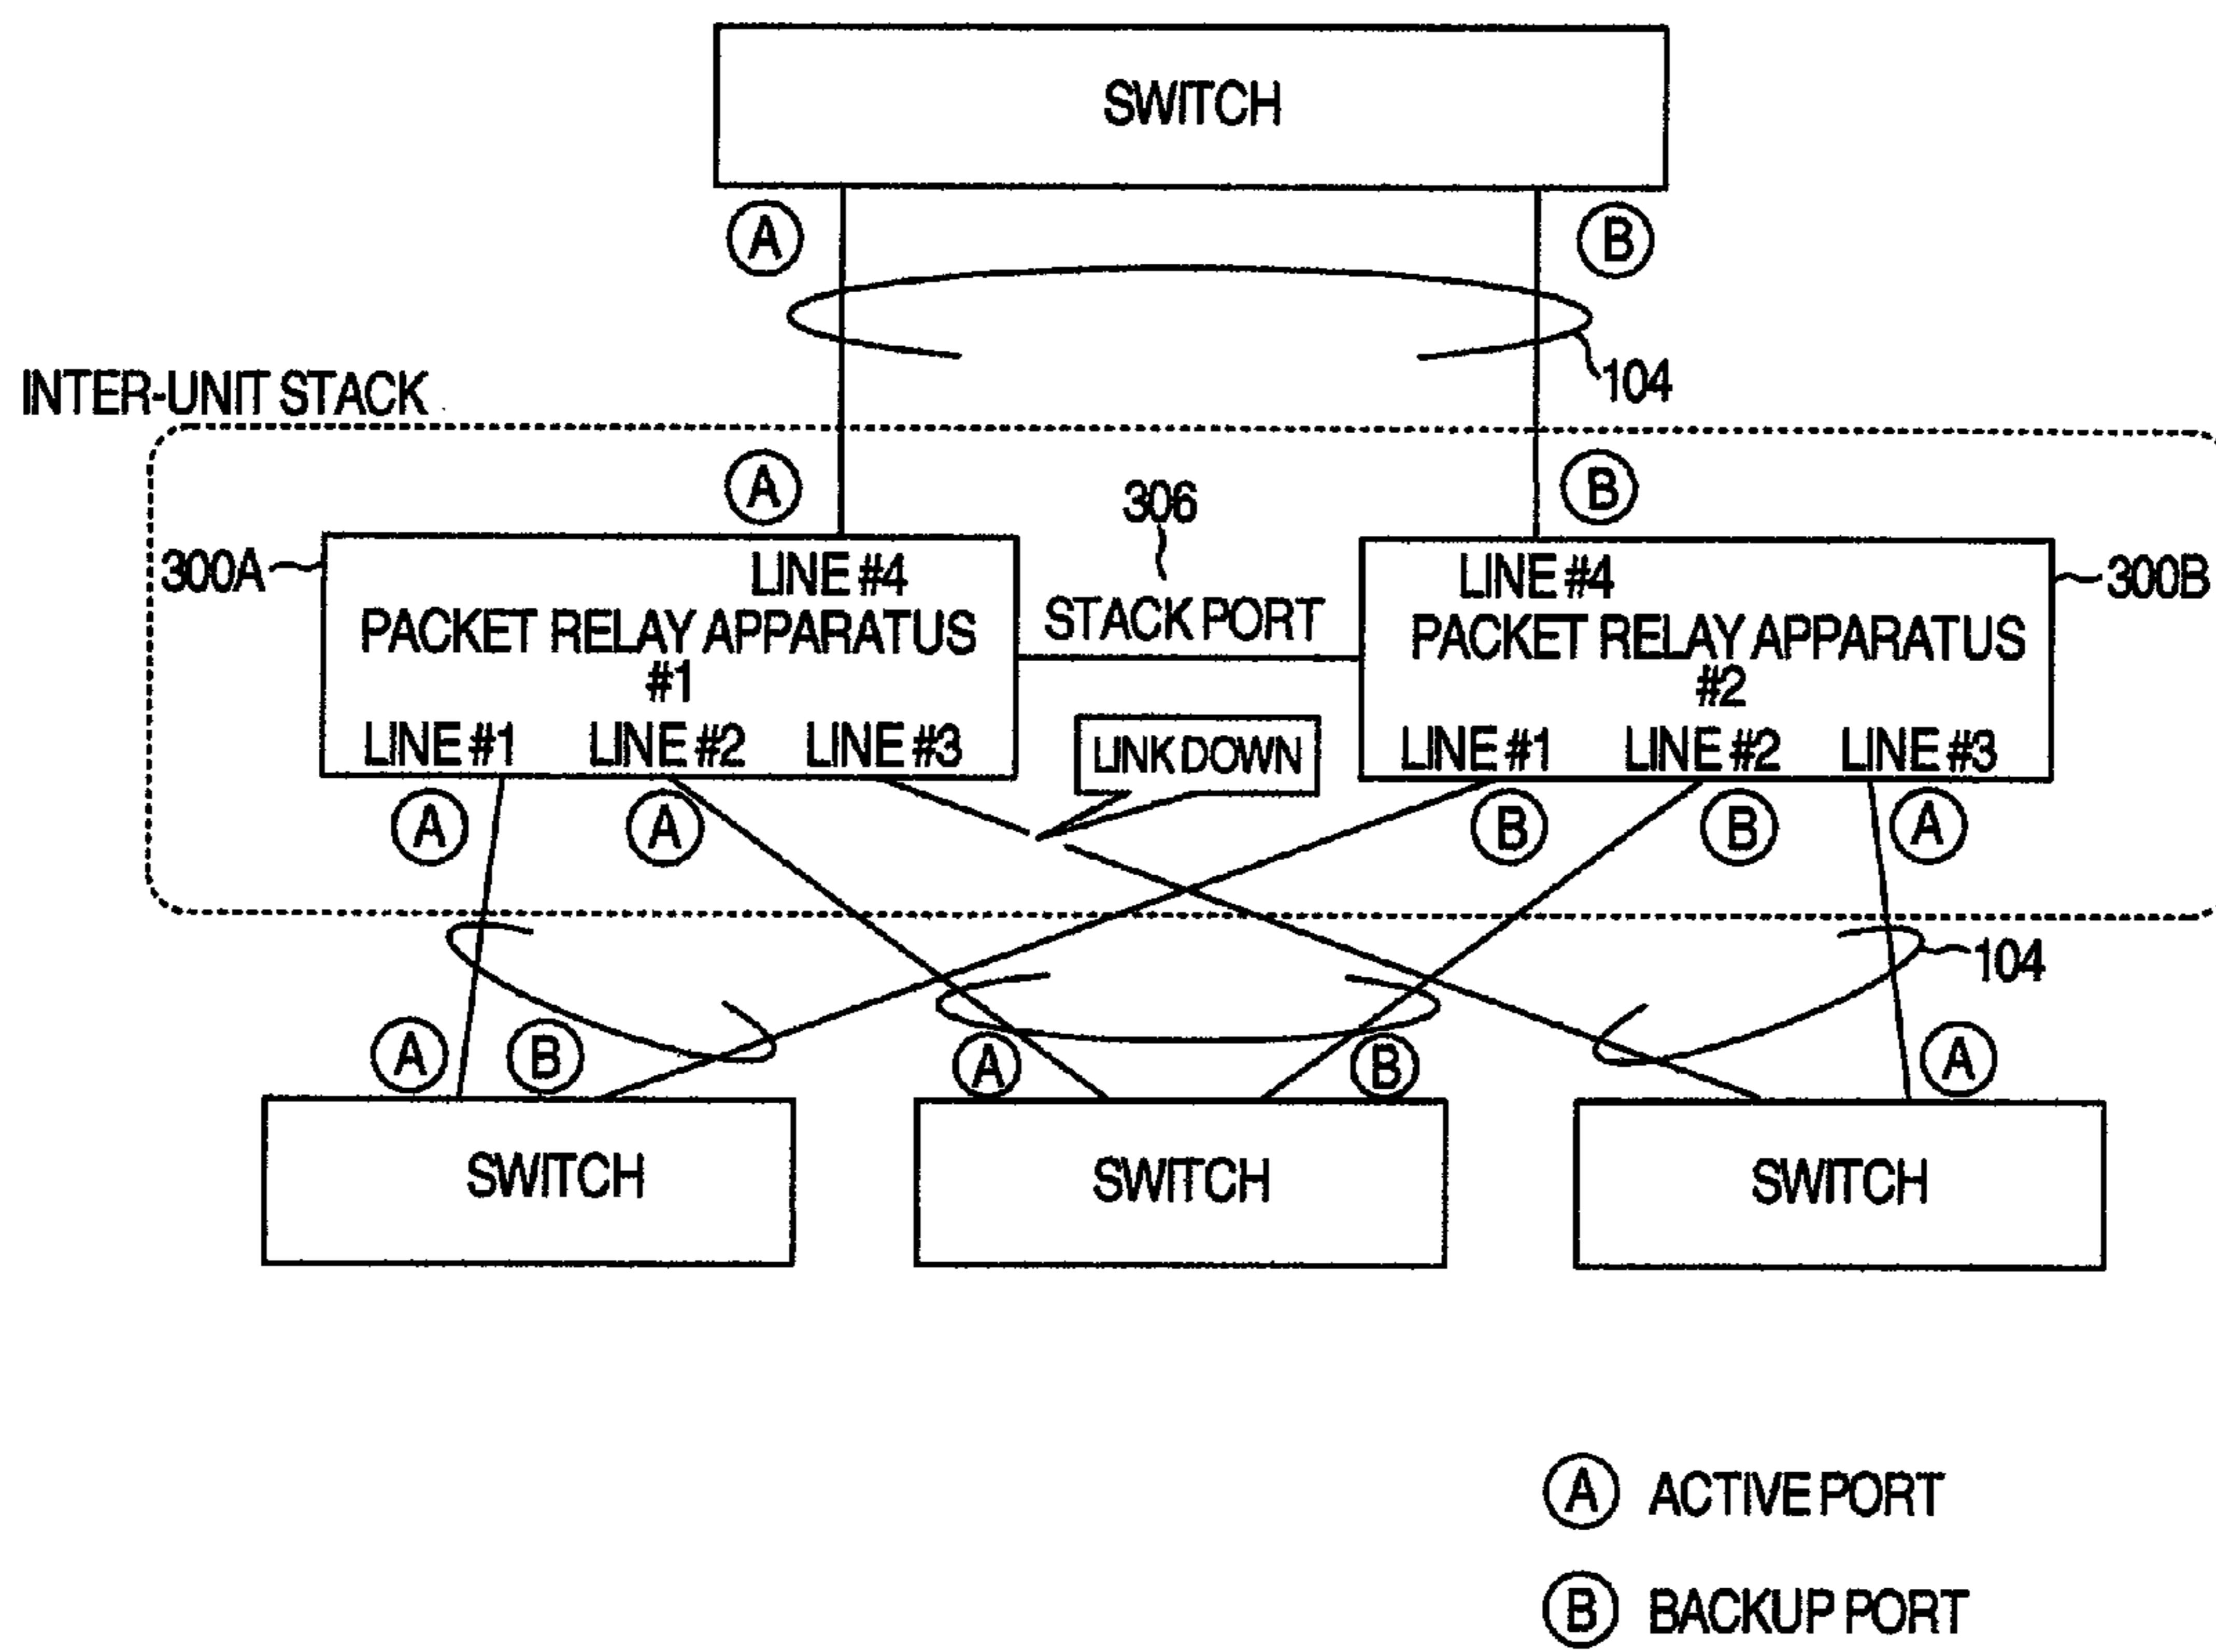 SWITCH
A
B
104
INTER-UNIT STACK
A
306
B
300A
LINE #4
PACKET RELAY APPARATUS
#1
LINE #1 LINE #2 LINE #3
STACK PORT
LINK DOWN
LINE #4
PACKET RELAY APPARATUS
#2
LINE #1 LINE #2 LINE #3
300B
A
A
B
B
A
104
A
B
A
B
A
SWITCH
SWITCH
SWITCH
A ACTIVE PORT
B BACKUP PORT